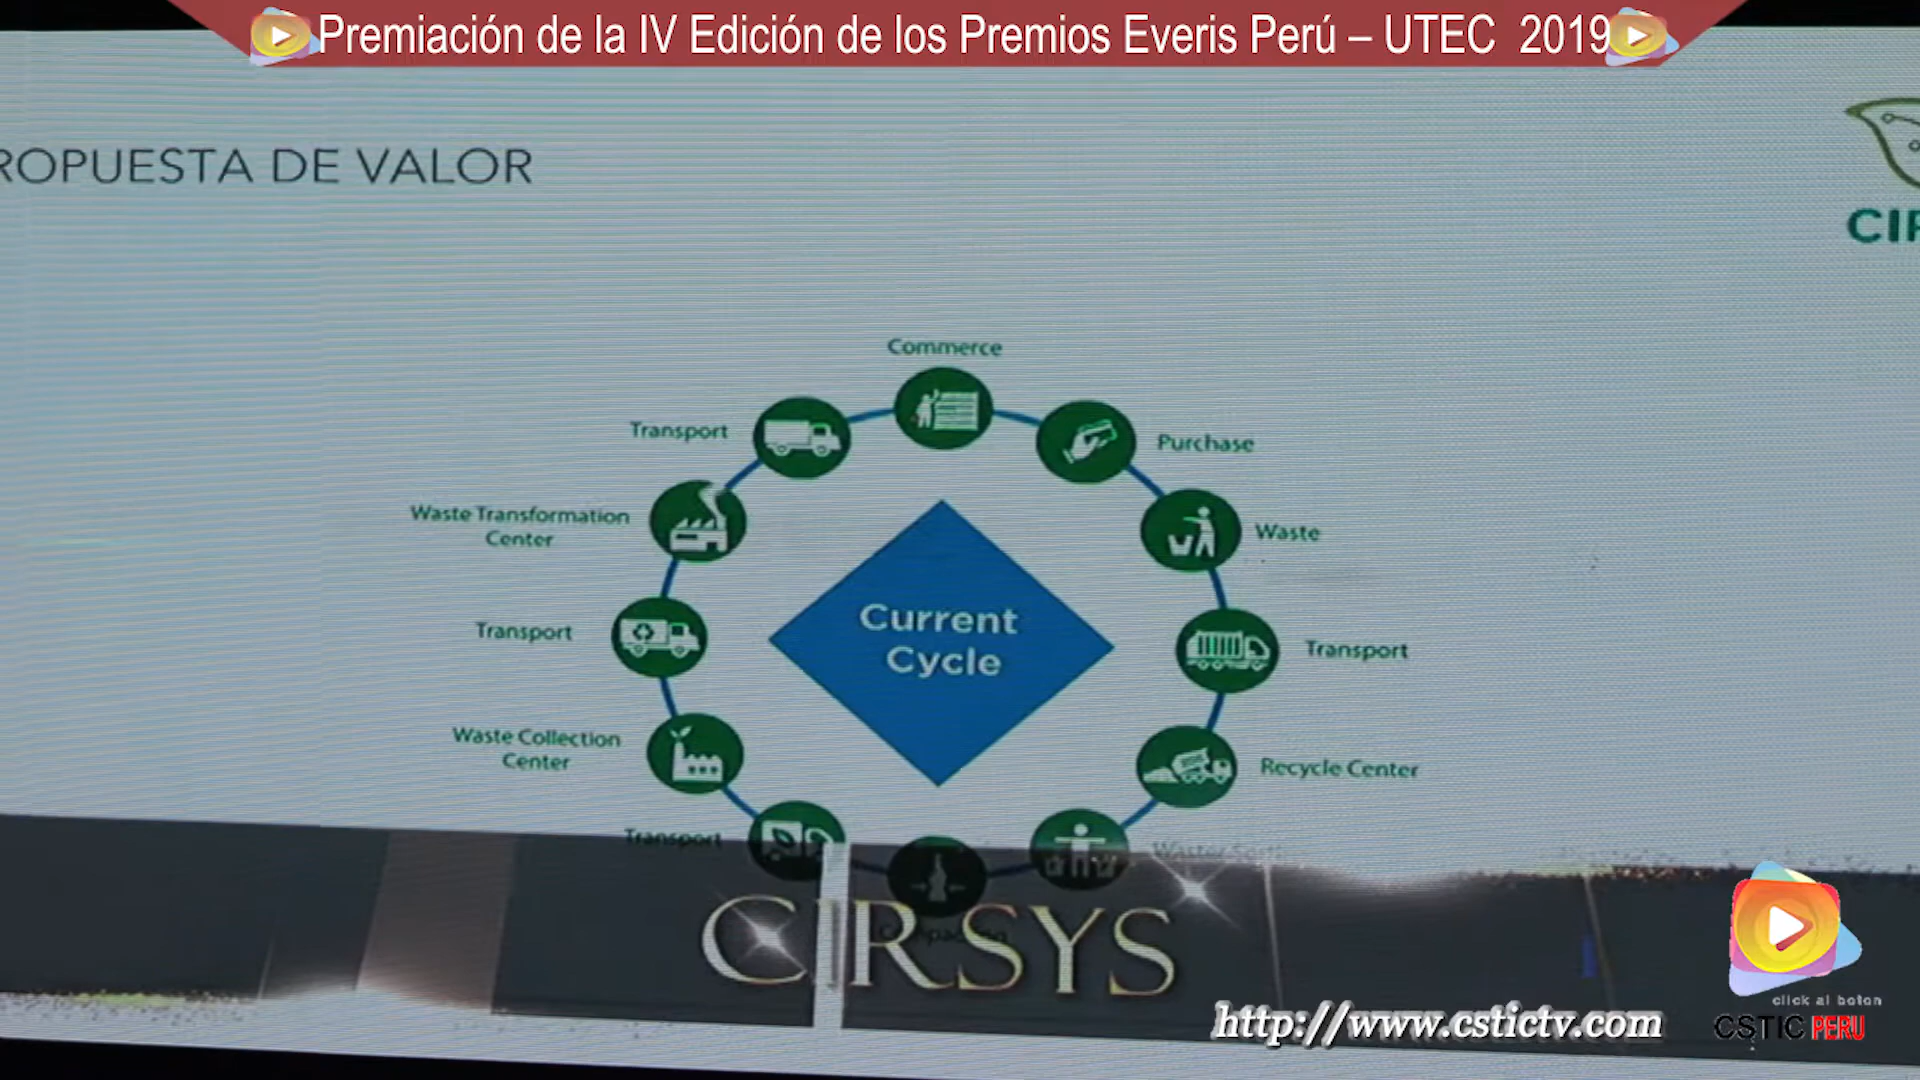 Premiación de la IV Edición de los Premios Everis Perú – UTEC 2019
ROPUESTA DE VALOR
CIR
Commerce
Transport
Purchase
Waste Transformation
Center
Waste
Current
Cycle
Transport
Transport
Waste Collection
Center
Recycle Center
Transport
CIRSYS
http://www.cstictv.com
click al boton
CSTIC PERU